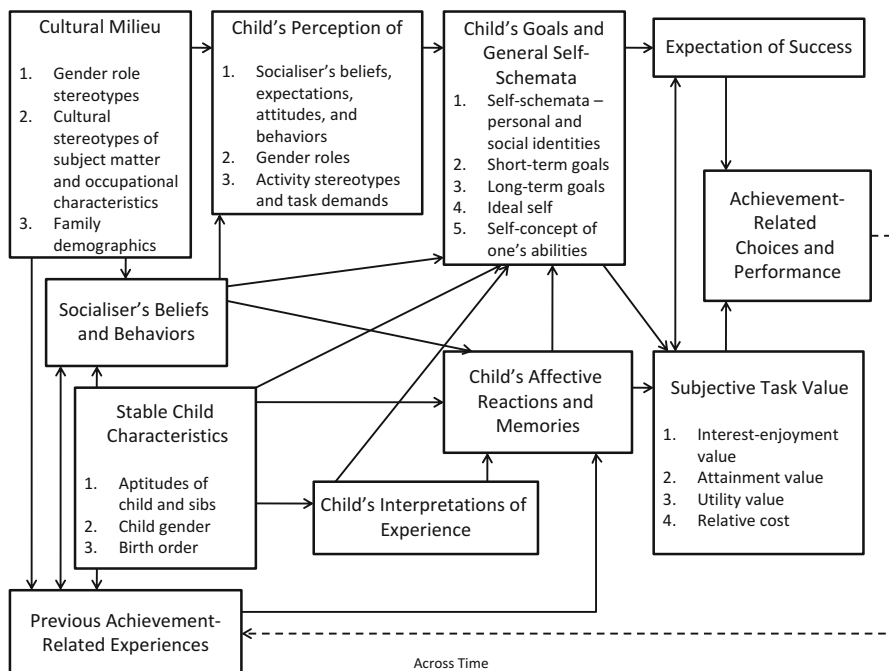 Cultural Milieu
1. Gender role
stereotypes
2. Cultural
stereotypes of
subject matter
and occupational
characteristics
3. Family
demographics
Child's Perception of
1. Socialiser's beliefs,
expectations,
attitudes, and
behaviors
2. Gender roles
3. Activity stereotypes
and task demands
Child's Goals and
General Self-
Schemata
1. Self-schemata –
personal and
social identities
2. Short-term goals
3. Long-term goals
4. Ideal self
5. Self-concept of
one's abilities
Expectation of Success
Achievement-
Related
Choices and
Performance
Socialiser's Beliefs
and Behaviors
Stable Child
Characteristics
1. Aptitudes of
child and sibs
2. Child gender
3. Birth order
Child's Affective
Reactions and
Memories
Child's Interpretations of
Experience
Subjective Task Value
1. Interest-enjoyment
value
2. Attainment value
3. Utility value
4. Relative cost
Previous Achievement-
Related Experiences
Across Time